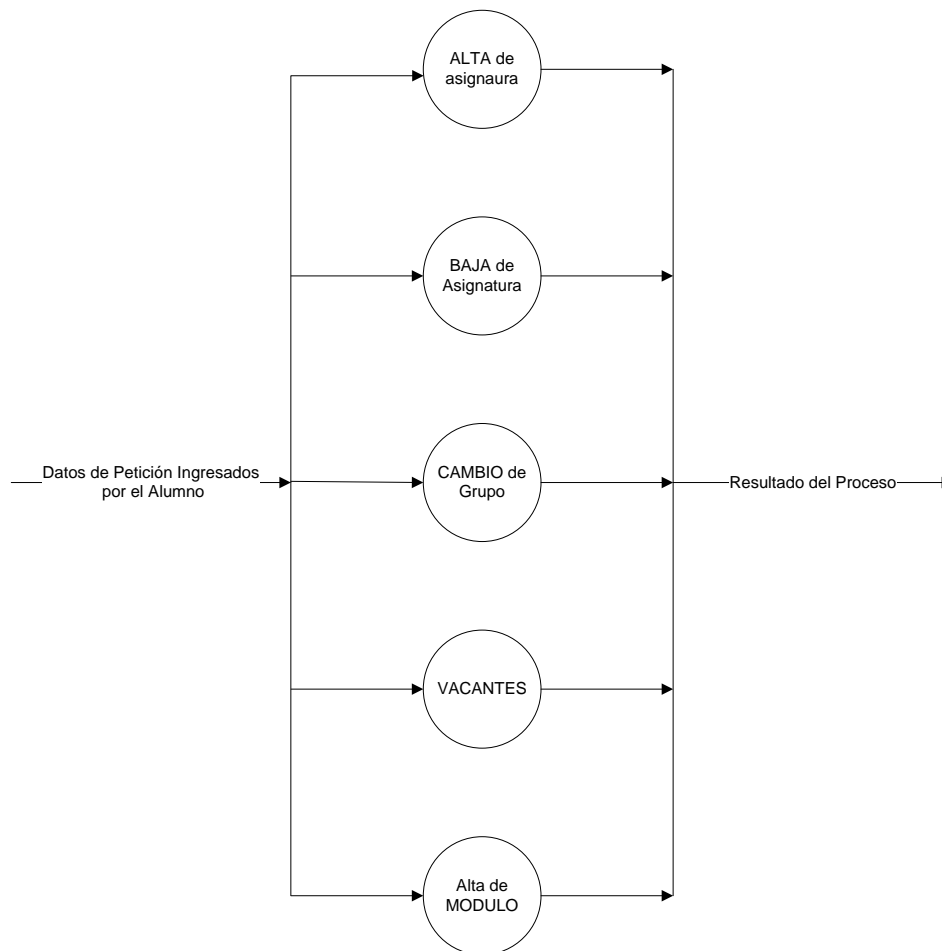 ALTA de
asignaura
BAJA de
Asignatura
Datos de Petición Ingresados
por el Alumno
CAMBIO de
Grupo
Resultado del Proceso
VACANTES
Alta de
MODULO